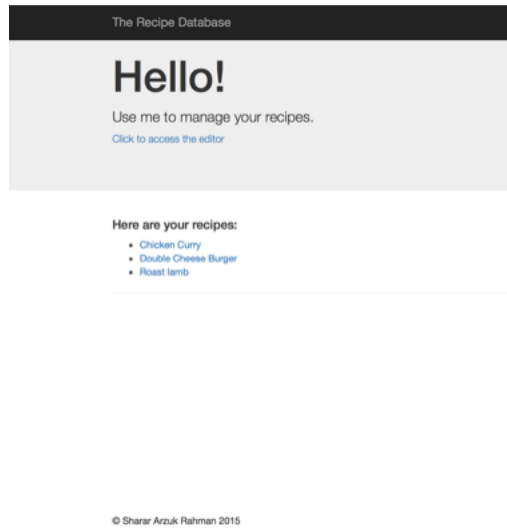 The Recipe Database
Hello!
Use me to manage your recipes.
Click to access the editor
Here are your recipes:
Chicken Curry
Double Cheese Burger
Roast lamb
© Sharar Arzuk Rahman 2015